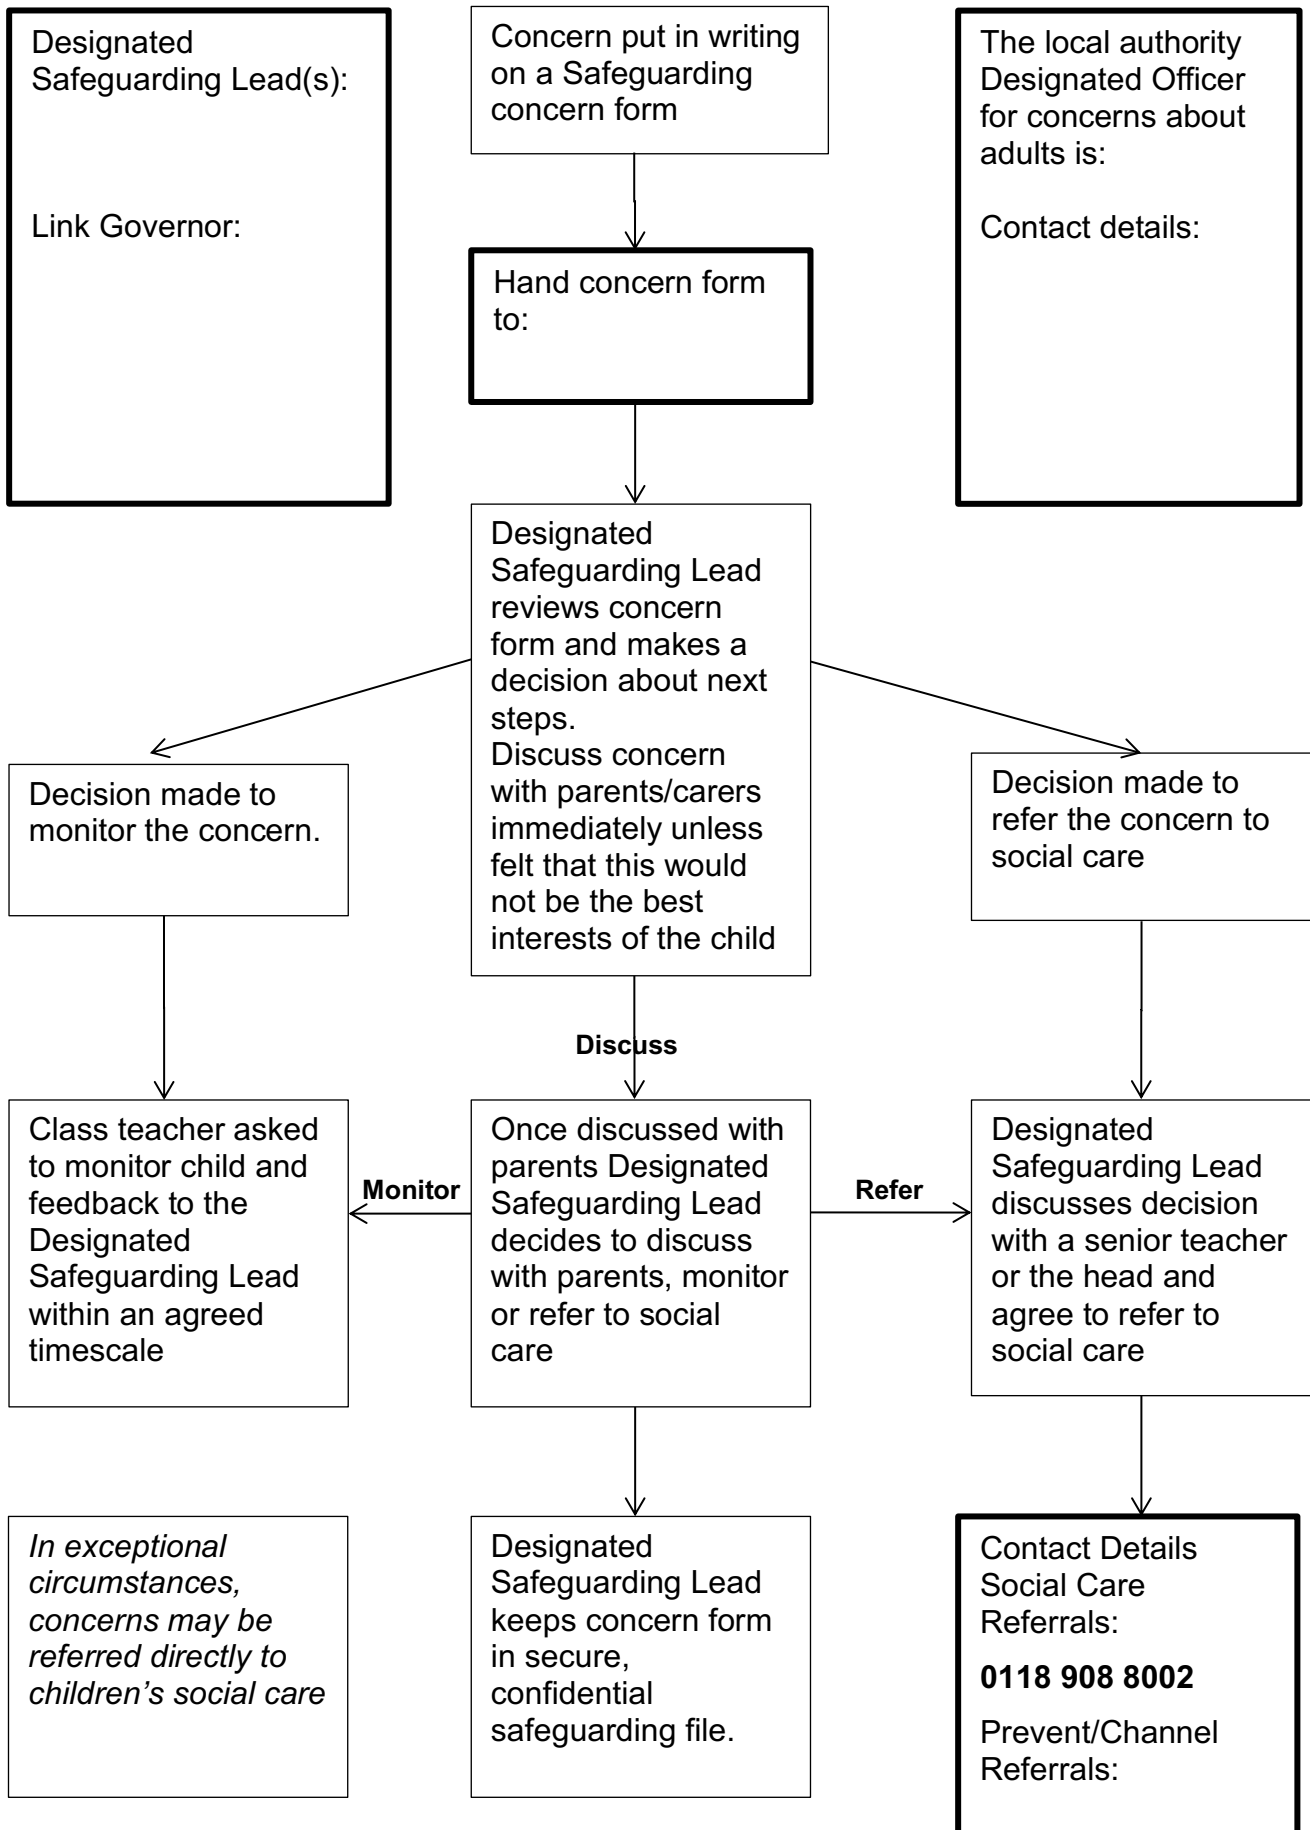 Designated
Safeguarding Lead(s):
Link Governor:
Concern put in writing
on a Safeguarding
concern form
The local authority
Designated Officer
for concerns about
adults is:
Contact details:
Hand concern form
to:
Designated
Safeguarding Lead
reviews concern
form and makes a
decision about next
steps.
Discuss concern
with parents/carers
immediately unless
felt that this would
not be the best
interests of the child
Decision made to
monitor the concern.
Decision made to
refer the concern to
social care
Discuss
Class teacher asked
to monitor child and
feedback to the
Designated
Safeguarding Lead
within an agreed
timescale
Monitor
Once discussed with
parents Designated
Safeguarding Lead
decides to discuss
with parents, monitor
or refer to social
care
Refer
Designated
Safeguarding Lead
discusses decision
with a senior teacher
or the head and
agree to refer to
social care
In exceptional
circumstances,
concerns may be
referred directly to
children's social care
Designated
Safeguarding Lead
keeps concern form
in secure,
confidential
safeguarding file.
Contact Details
Social Care
Referrals:
0118 908 8002
Prevent/Channel
Referrals: